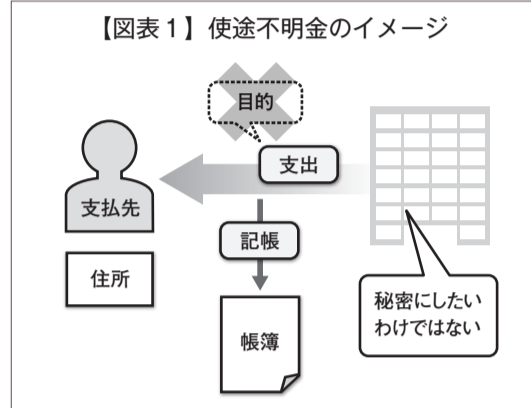 【図表1】使途不明金のイメージ
目的
支出
支払先
記帳
住所
帳簿
秘密にしたい
わけではない